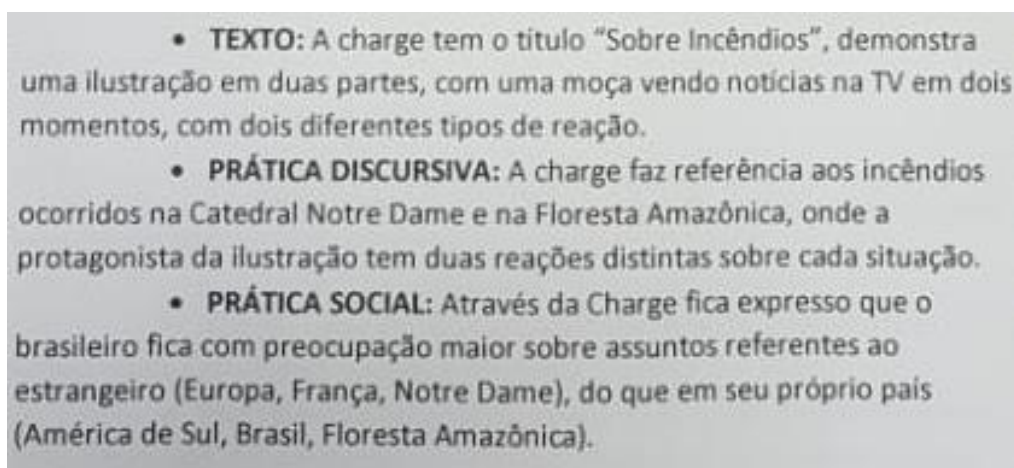 • TEXTO: A charge tem o titulo “Sobre Incêndios”, demonstra
uma ilustração em duas partes, com uma moça vendo notícias na TV em dois
momentos, com dois diferentes tipos de reação.
• PRÁTICA DISCURSIVA: A charge faz referência aos incêndios
ocorridos na Catedral Notre Dame e na Floresta Amazônica, onde a
protagonista da ilustração tem duas reações distintas sobre cada situação.
• PRÁTICA SOCIAL: Através da Charge fica expresso que o
brasileiro fica com preocupação maior sobre assuntos referentes ao
estrangeiro (Europa, França, Notre Dame), do que em seu próprio país
(América de Sul, Brasil, Floresta Amazônica).